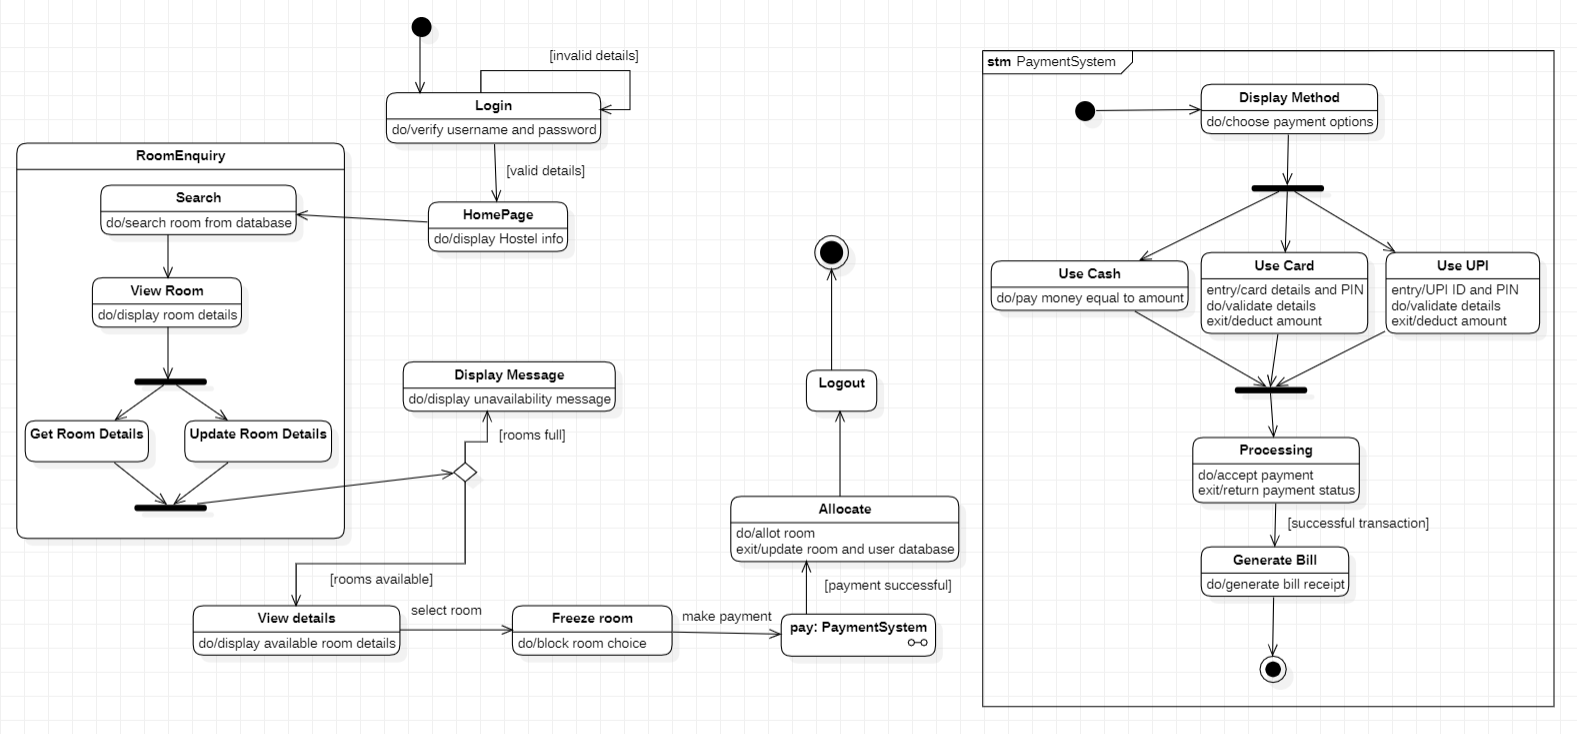 [invalid details]
Login
do/verify username and password
[valid details]
HomePage
do/display Hostel info
RoomEnquiry
Search
do/search room from database
View Room
do/display room details
Get Room Details
Update Room Details
Display Message
do/display unavailability message
[rooms full]
[rooms available]
View details
do/display available room details
select room
Freeze room
do/block room choice
make payment
pay: PaymentSystem
[payment successful]
Allocate
do/allot room
exit/update room and user database
Logout
stm PaymentSystem
Display Method
do/choose payment options
Use Cash
do/pay money equal to amount
Use Card
entry/card details and PIN
do/validate details
exit/deduct amount
Use UPI
entry/UPI ID and PIN
do/validate details
exit/deduct amount
Processing
do/accept payment
exit/return payment status
[successful transaction]
Generate Bill
do/generate bill receipt